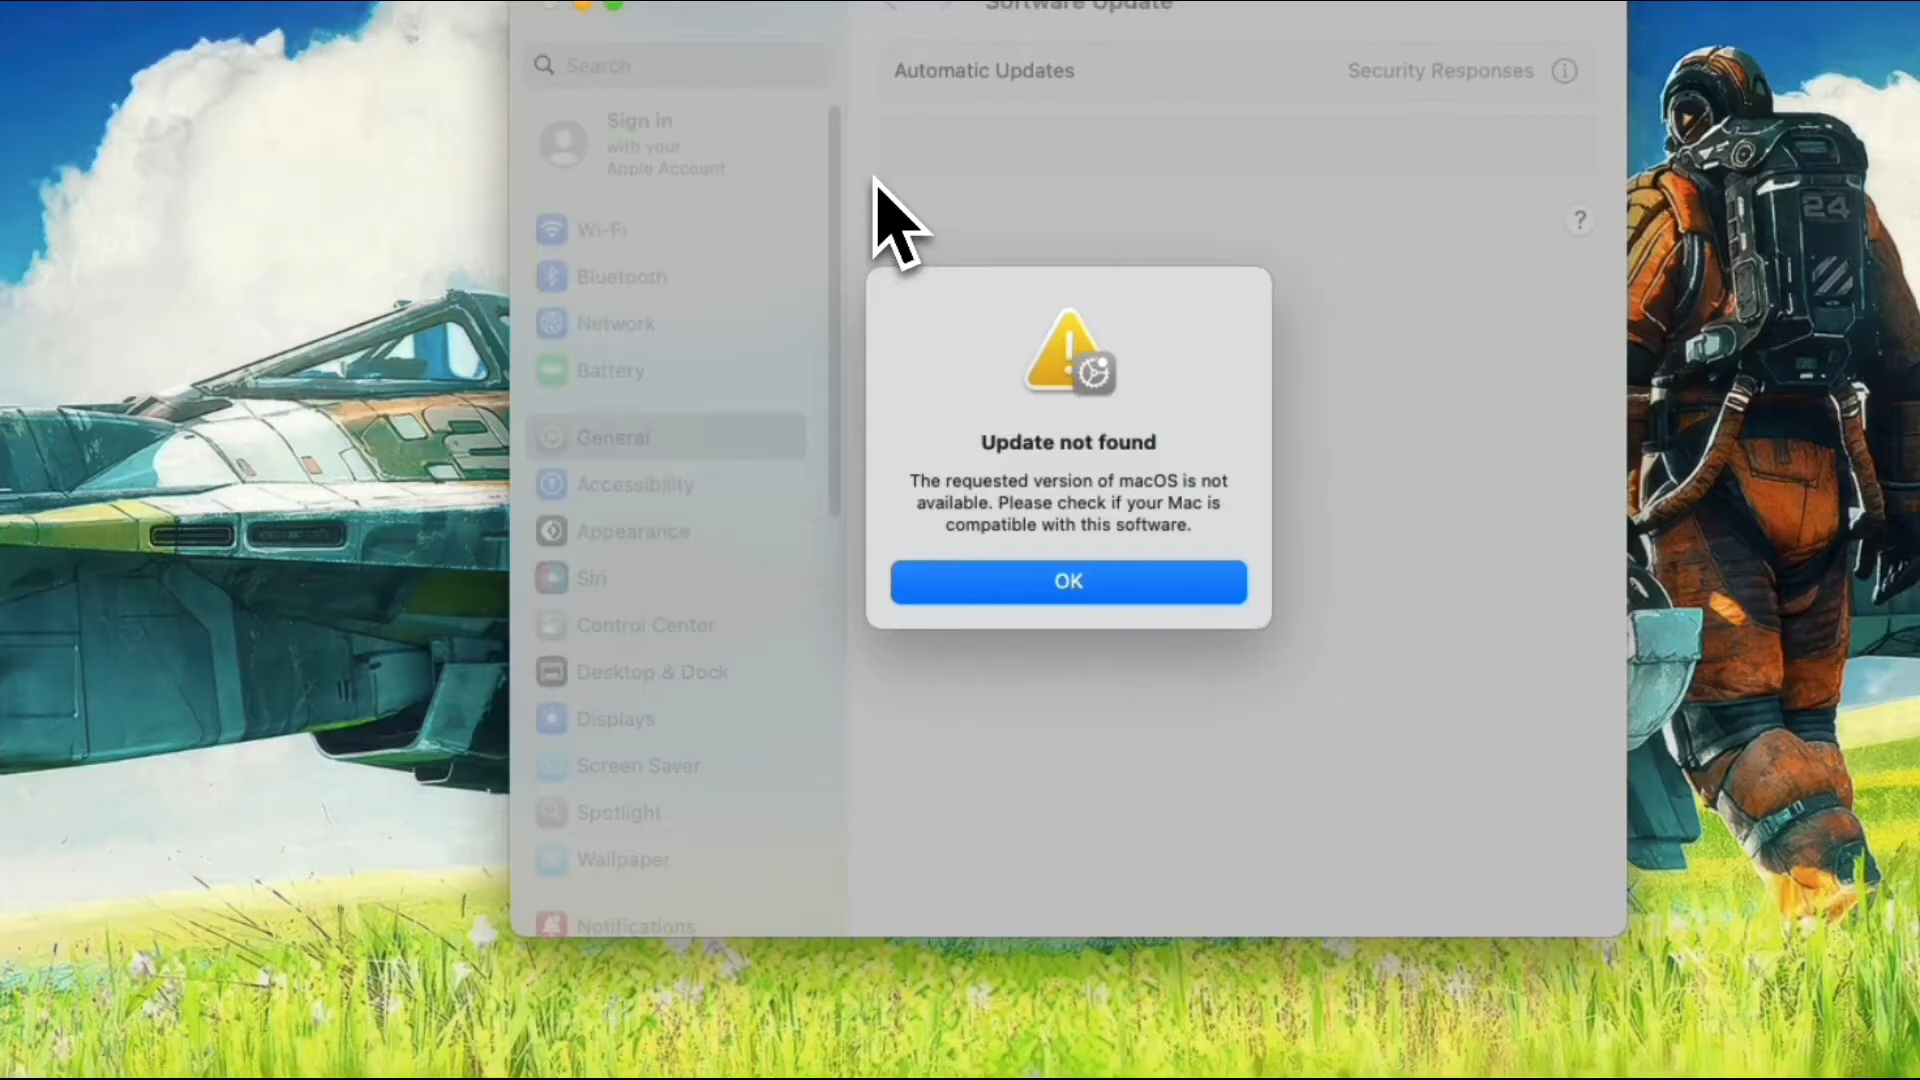 Software Update
Search
Automatic Updates
Security Responses
Sign in
with your
Apple Account
Wi-Fi
Bluetooth
Network
Battery
General
Accessibility
Appearance
Siri
Control Center
Desktop & Dock
Displays
Screen Saver
Spotlight
Wallpaper
Notifications
?
Update not found
The requested version of macOS is not
available. Please check if your Mac is
compatible with this software.
OK
24